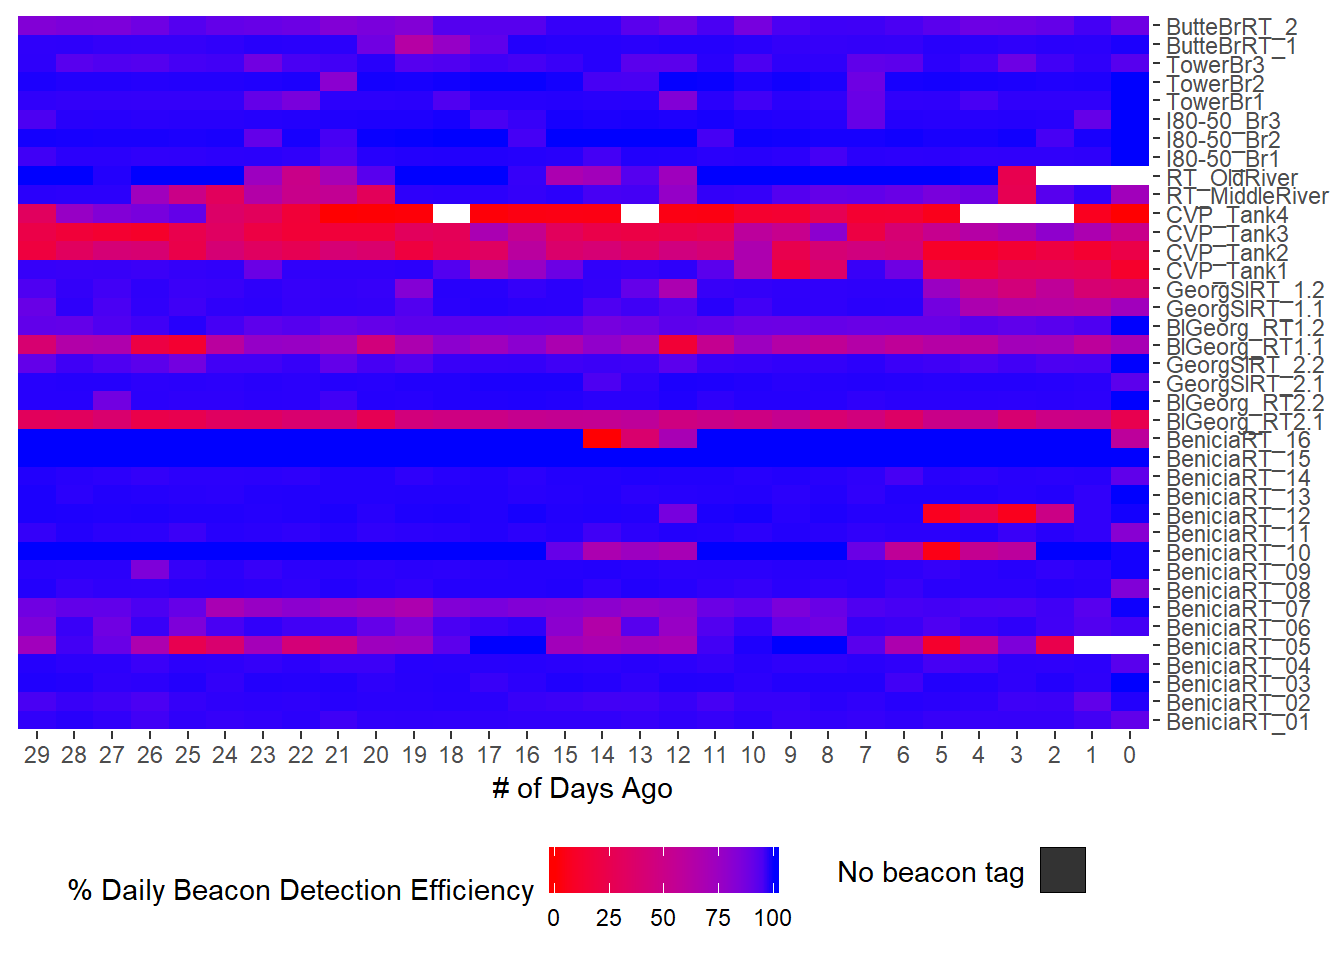 ButteBrRT_2
ButteBrRT_1
TowerBr3
TowerBr2
TowerBr1
I80-50_Br3
I80-50_Br2
I80-50_Br1
RT_OldRiver
RT_MiddleRiver
CVP_Tank4
CVP_Tank3
CVP_Tank2
CVP_Tank1
GeorgSlRT_1.2
GeorgSlRT_1.1
BlGeorg_RT1.2
BlGeorg_RT1.1
GeorgSlRT_2.2
GeorgSlRT_2.1
BlGeorg_RT2.2
BlGeorg_RT2.1
BeniciaRT_16
BeniciaRT_15
BeniciaRT_14
BeniciaRT_13
BeniciaRT_12
BeniciaRT_11
BeniciaRT_10
BeniciaRT_09
BeniciaRT_08
BeniciaRT_07
BeniciaRT_06
BeniciaRT_05
BeniciaRT_04
BeniciaRT_03
BeniciaRT_02
BeniciaRT_01
29 28 27 26 25 24 23 22 21 20 19 18 17 16 15 14 13 12 11 10 9 8 7 6 5 4 3 2 1 0
# of Days Ago
% Daily Beacon Detection Efficiency
0 25 50 75 100
No beacon tag